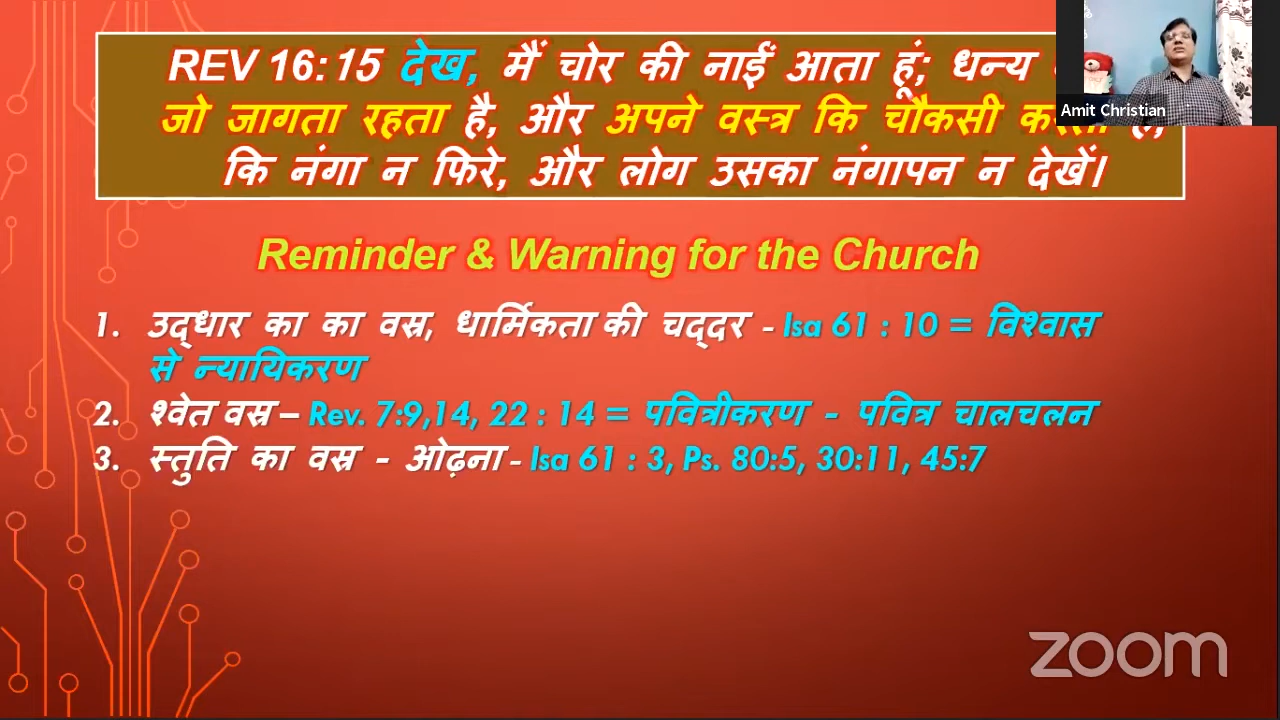 REV 16:15 देख, मैं चोर की नाईं आता हूं; धन्य
जो जागता रहता है, और अपने वस्त्र कि चौकसी
कि नंगा न फिरे, और लोग उसका नंगापन न देखें।
Amit Christian
Reminder & Warning for the Church
1. उद्धार का का वस्र, धार्मिकता की चद्दर - Isa 61 : 10 = विश्वास
से न्यायिकरण
2. श्वेत वस्र – Rev. 7:9,14, 22 : 14 = पवित्रीकरण - पवित्र चालचलन
3. स्तुति का वस्र - ओढ़ना - Isa 61 : 3, Ps. 80:5, 30:11, 45:7
zoom